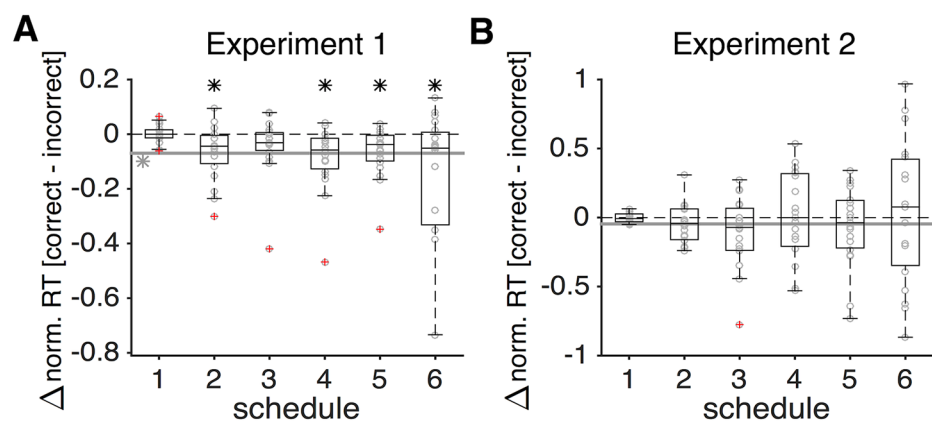 A
Experiment 1
Δ norm. RT [correct - incorrect]
0.2
0
-0.2
-0.4
-0.6
-0.8
* * * *
*
1 2 3 4 5 6
schedule
B
Experiment 2
Δ norm. RT [correct - incorrect]
1
0.5
0
-0.5
-1
1 2 3 4 5 6
schedule